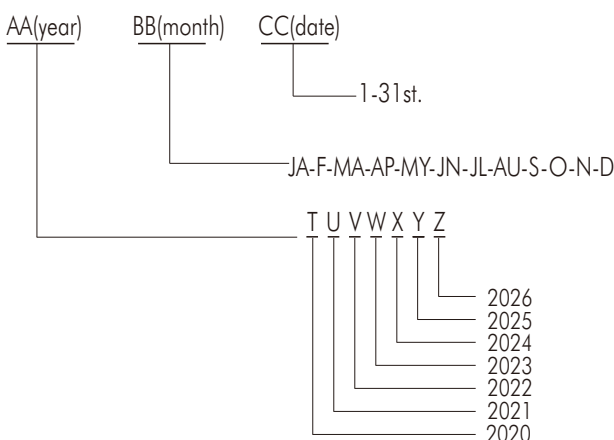 AA(year) BB(month) CC(date)
1-31st.
JA-F-MA-AP-MY-JN-JL-AU-S-O-N-D
T U V W X Y Z
2026
2025
2024
2023
2022
2021
2020